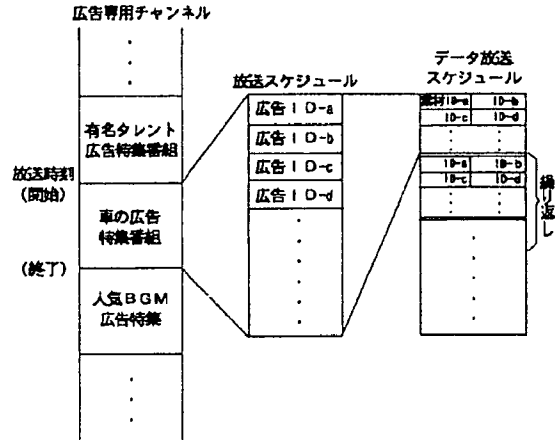 広告専用チャンネル
有名タレント
広告特集番組
放送時刻
(開始)
車の広告
特集番組
(終了)
人気BGM
広告特集
放送スケジュール
広告ID-a
広告ID-b
広告ID-c
広告ID-d
データ放送
スケジュール
素材ID-a ID-b
ID-c ID-d
ID-a ID-b
ID-c ID-d
繰り返し